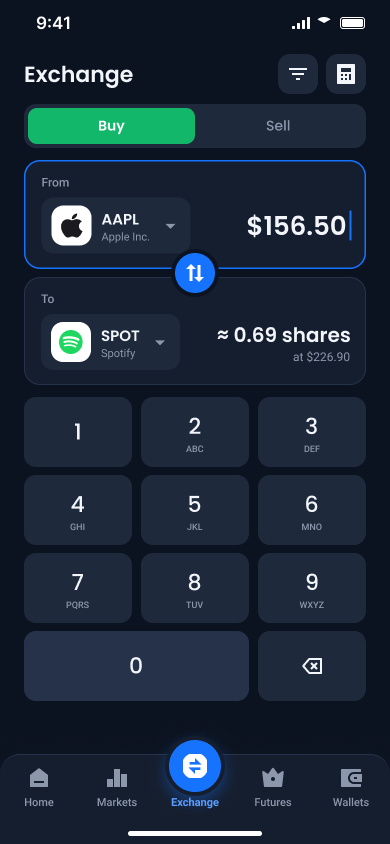 9:41
Exchange
Buy
Sell
From
AAPL
Apple Inc.
$156.50
To
SPOT
Spotify
≈ 0.69 shares
at $226.90
1
2
ABC
3
DEF
4
GHI
5
JKL
6
MNO
7
PQRS
8
TUV
9
WXYZ
0
Home
Markets
Exchange
Futures
Wallets